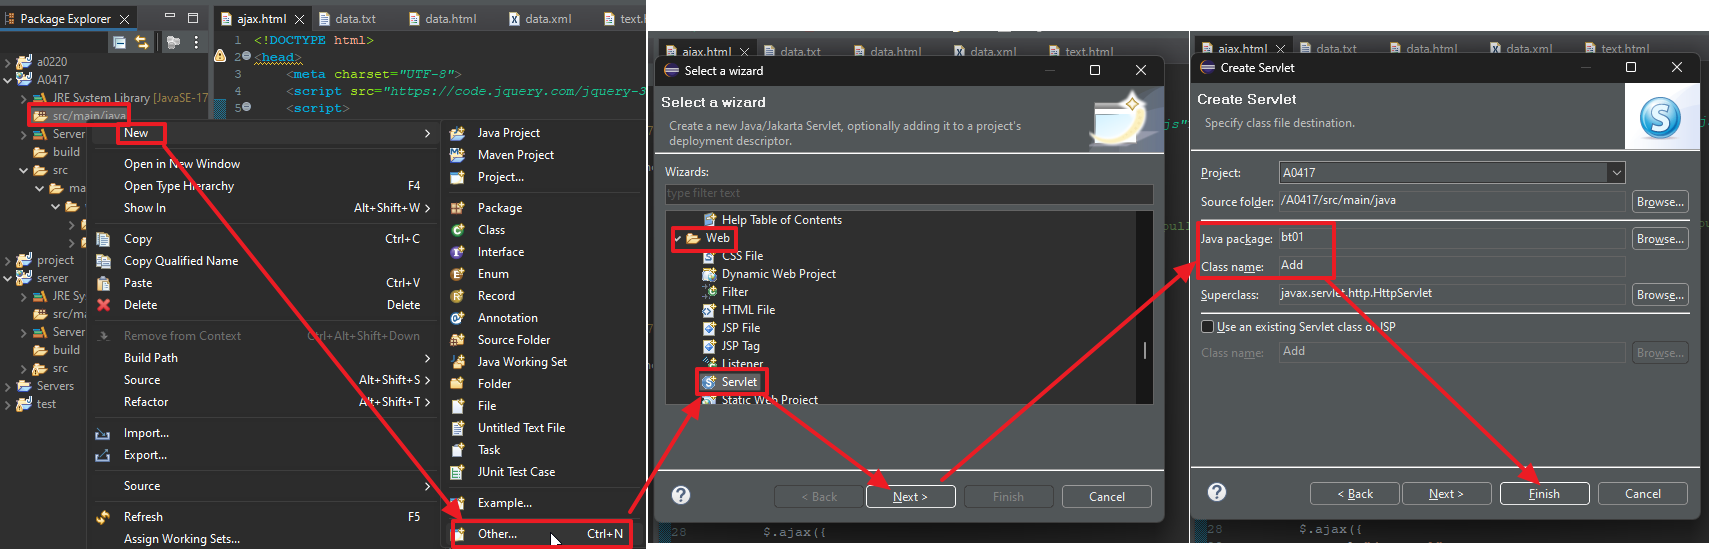 Package Explorer
a0220
A0417
JRE System Library [JavaSE-17
src/main/java
Server
build
src
ma
project
server
JRE Sy
src/m
Server
build
src
Servers
test
ajax.html
data.txt
data.html
data.xml
text.h
1 <!DOCTYPE html>
2 <head>
3 <meta charset="UTF-8">
4 <script src="https://code.jquery.com/jquery-3
5 <script>
New
Open in New Window
Open Type Hierarchy F4
Show In Alt+Shift+W
Copy Ctrl+C
Copy Qualified Name
Paste Ctrl+V
Delete Delete
Remove from Context Ctrl+Alt+Shift+Down
Build Path
Source Alt+Shift+S
Refactor Alt+Shift+T
Import...
Export...
Source
Refresh F5
Assign Working Sets...
Java Project
Maven Project
Project...
Package
Class
Interface
Enum
Record
Annotation
Source Folder
Java Working Set
Folder
File
Untitled Text File
Task
JUnit Test Case
Example...
Other... Ctrl+N
ajax.html data.txt data.html data.xml text.html
Select a wizard
Select a wizard
Create a new Java/Jakarta Servlet, optionally adding it to a project's
deployment descriptor.
Wizards:
type filter text
Help Table of Contents
Web
CSS File
Dynamic Web Project
Filter
HTML File
JSP File
JSP Tag
Listener
Servlet
Static Web Project
< Back
Next >
Finish
Cancel
28 $.ajax({
ajax.html data.txt data.html data.xml text.html
Create Servlet
Create Servlet
Specify class file destination.
Project: A0417
Source folder: /A0417/src/main/java Browse...
Java package: bt01 Browse...
Class name: Add
Superclass: javax.servlet.http.HttpServlet Browse...
Use an existing Servlet class or JSP
Class name: Add Browse...
< Back
Next >
Finish
Cancel
28 $.ajax({